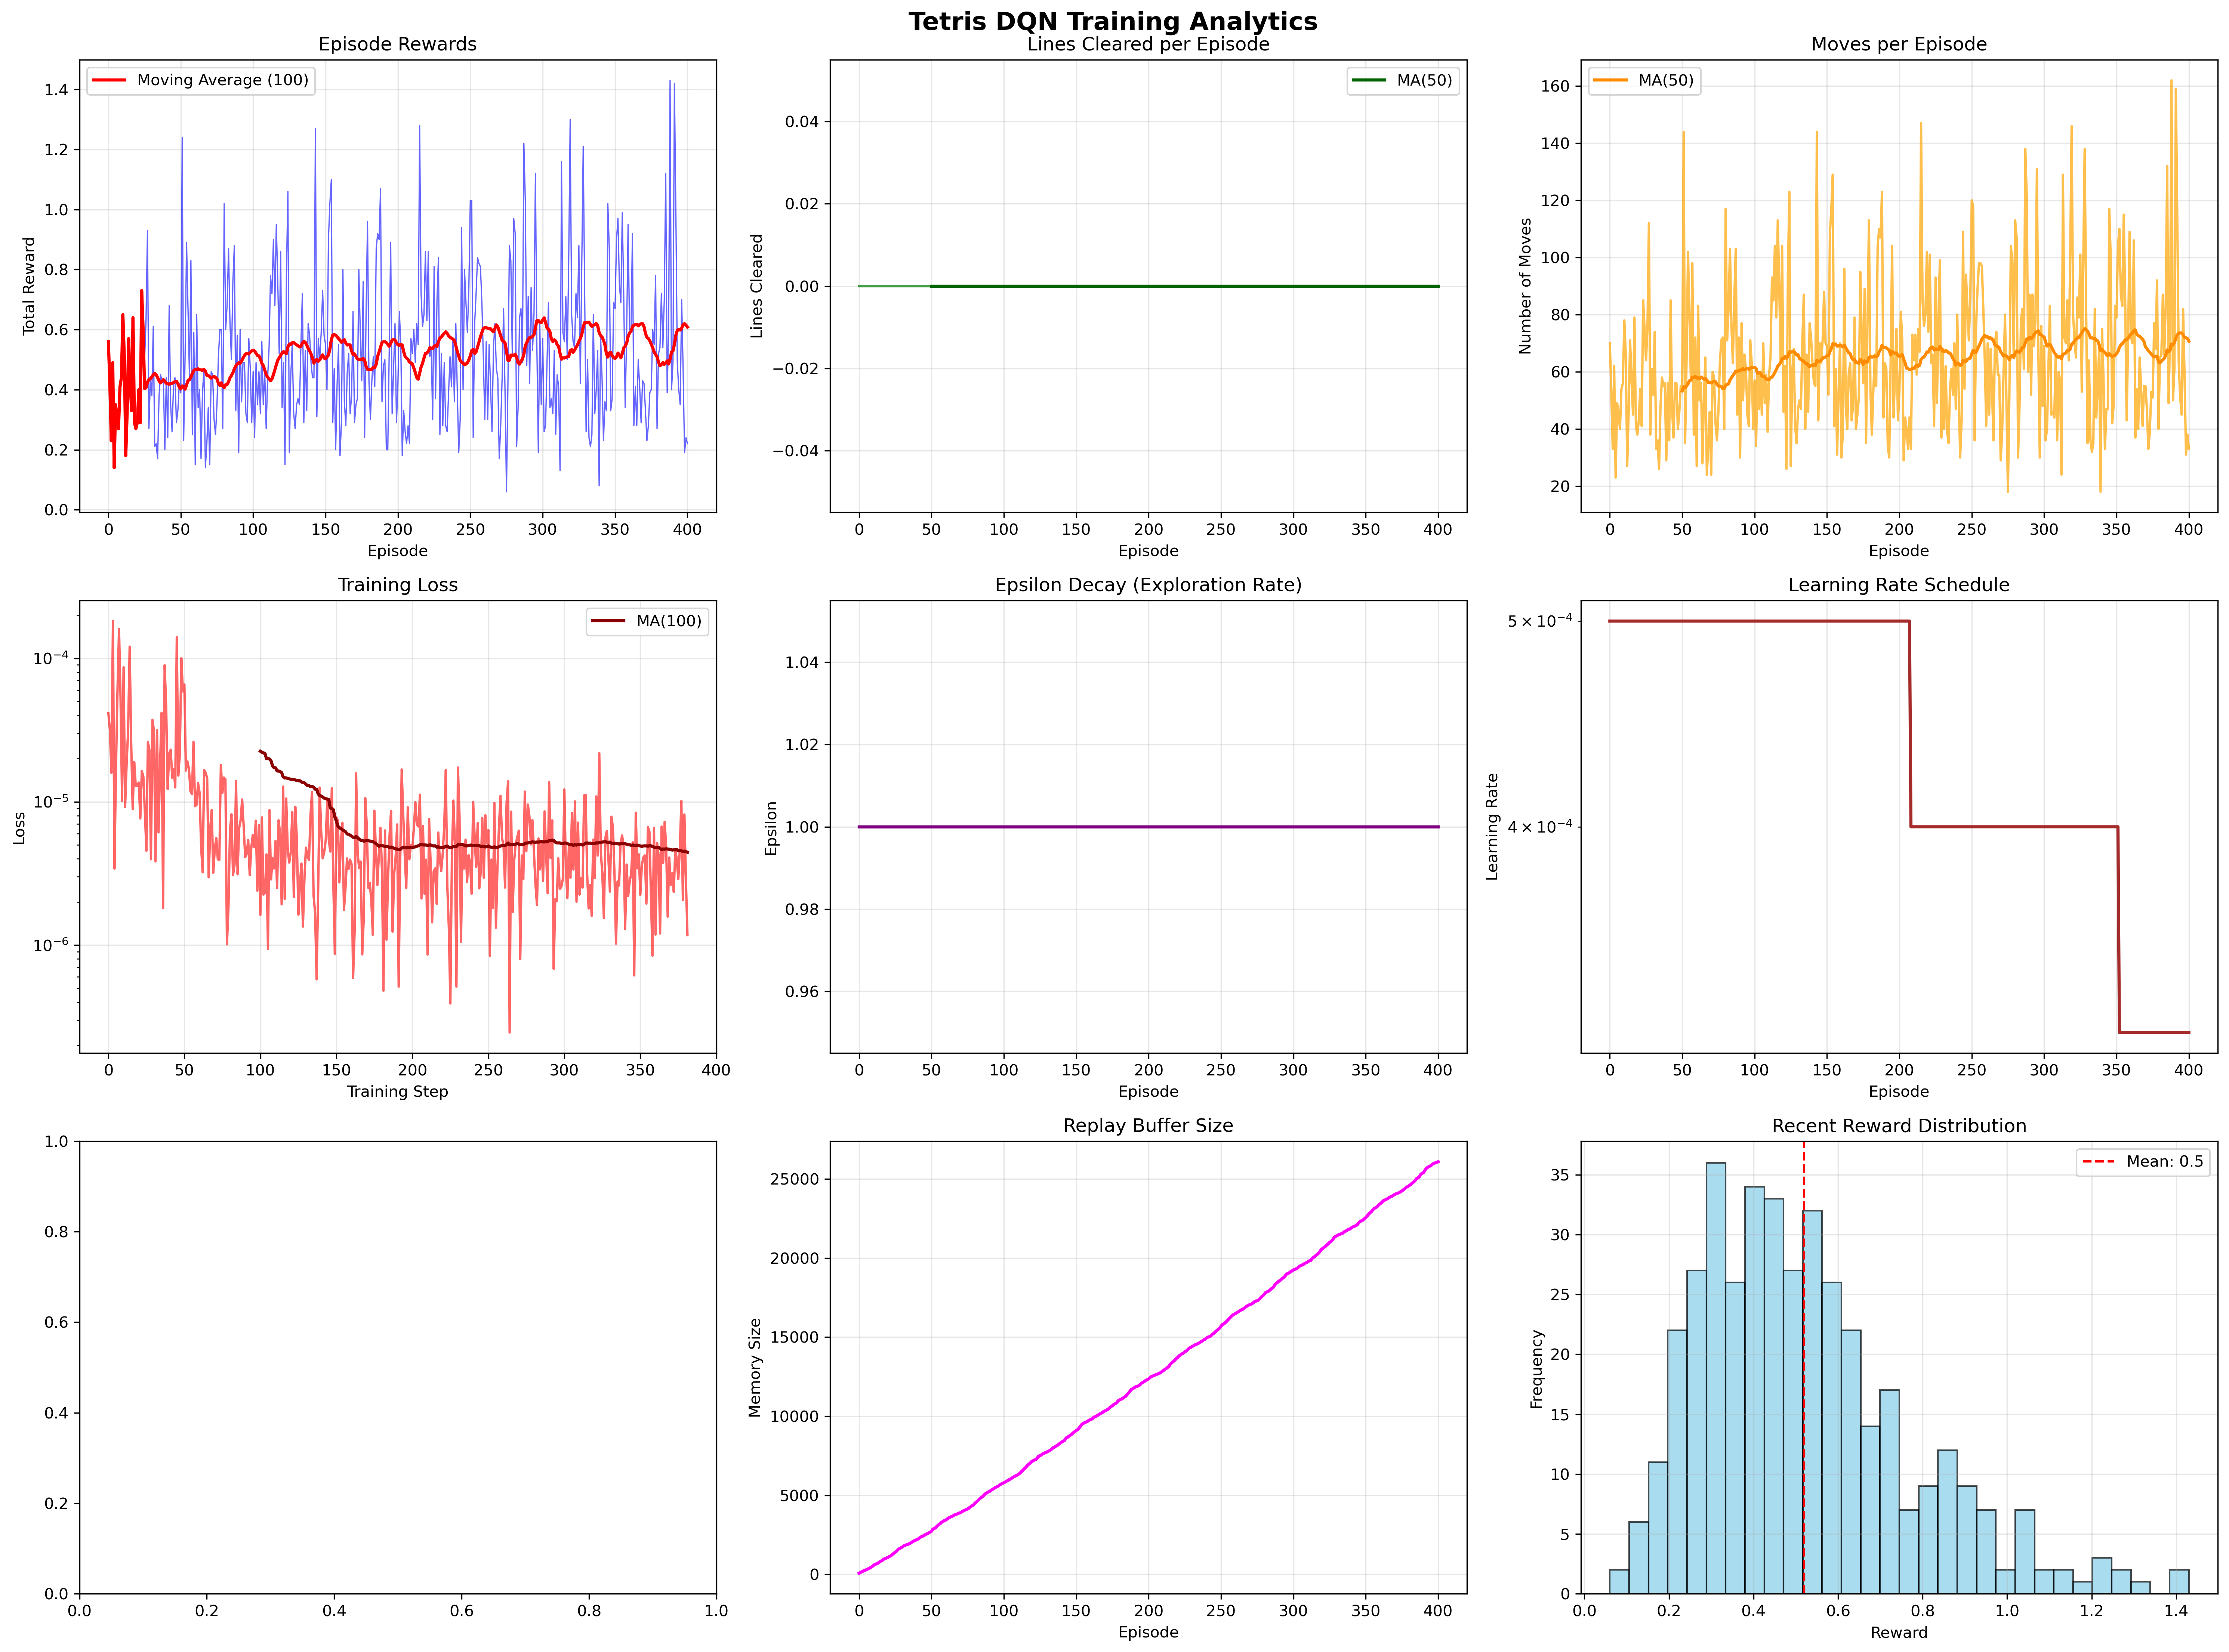 Tetris DQN Training Analytics
Episode Rewards
Moving Average (100)
Total Reward
1.4
1.2
1.0
0.8
0.6
0.4
0.2
0.0
0 50 100 150 200 250 300 350 400
Episode
Lines Cleared per Episode
MA(50)
Lines Cleared
0.04
0.02
0.00
−0.02
−0.04
0 50 100 150 200 250 300 350 400
Episode
Moves per Episode
MA(50)
Number of Moves
160
140
120
100
80
60
40
20
0 50 100 150 200 250 300 350 400
Episode
Training Loss
MA(100)
Loss
10⁻⁴
10⁻⁵
10⁻⁶
0 50 100 150 200 250 300 350 400
Training Step
Epsilon Decay (Exploration Rate)
Epsilon
1.04
1.02
1.00
0.98
0.96
0 50 100 150 200 250 300 350 400
Episode
Learning Rate Schedule
Learning Rate
5 × 10⁻⁴
4 × 10⁻⁴
0 50 100 150 200 250 300 350 400
Episode
1.0
0.8
0.6
0.4
0.2
0.0
0.0 0.2 0.4 0.6 0.8 1.0
Replay Buffer Size
Memory Size
25000
20000
15000
10000
5000
0
0 50 100 150 200 250 300 350 400
Episode
Recent Reward Distribution
Mean: 0.5
Frequency
35
30
25
20
15
10
5
0
0.0 0.2 0.4 0.6 0.8 1.0 1.2 1.4
Reward